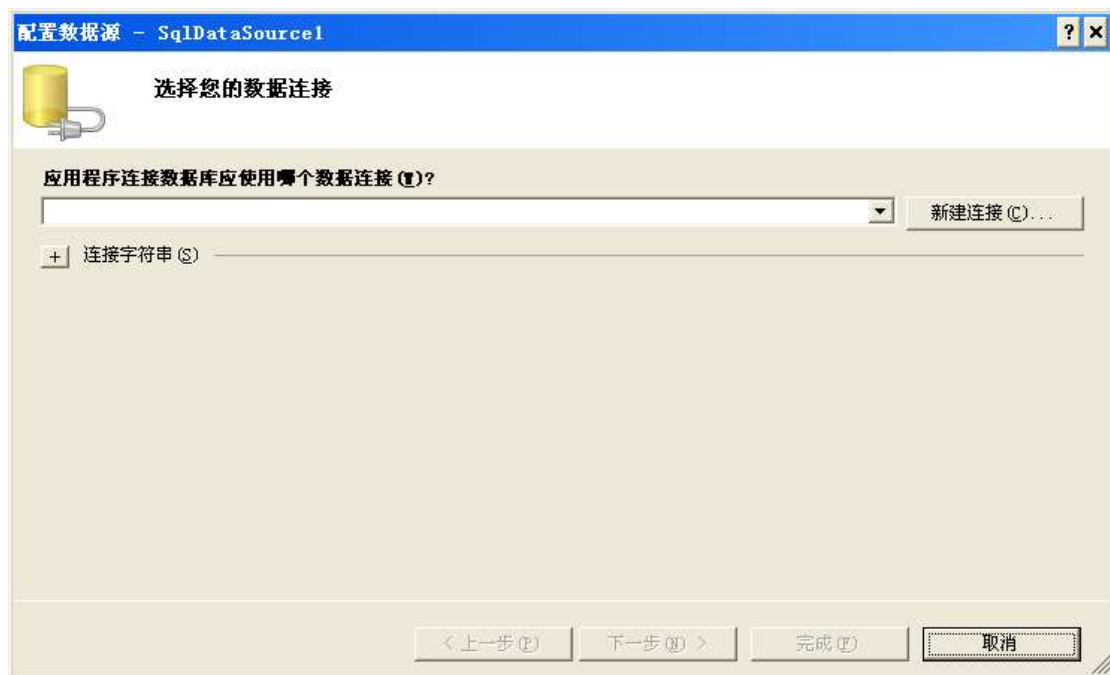 配置数据源 - SqlDataSource1
选择您的数据连接
应用程序连接数据库应使用哪个数据连接(W)?
新建连接(C)...
+ 连接字符串(S)
< 上一步(P)
下一步(N) >
完成(F)
取消